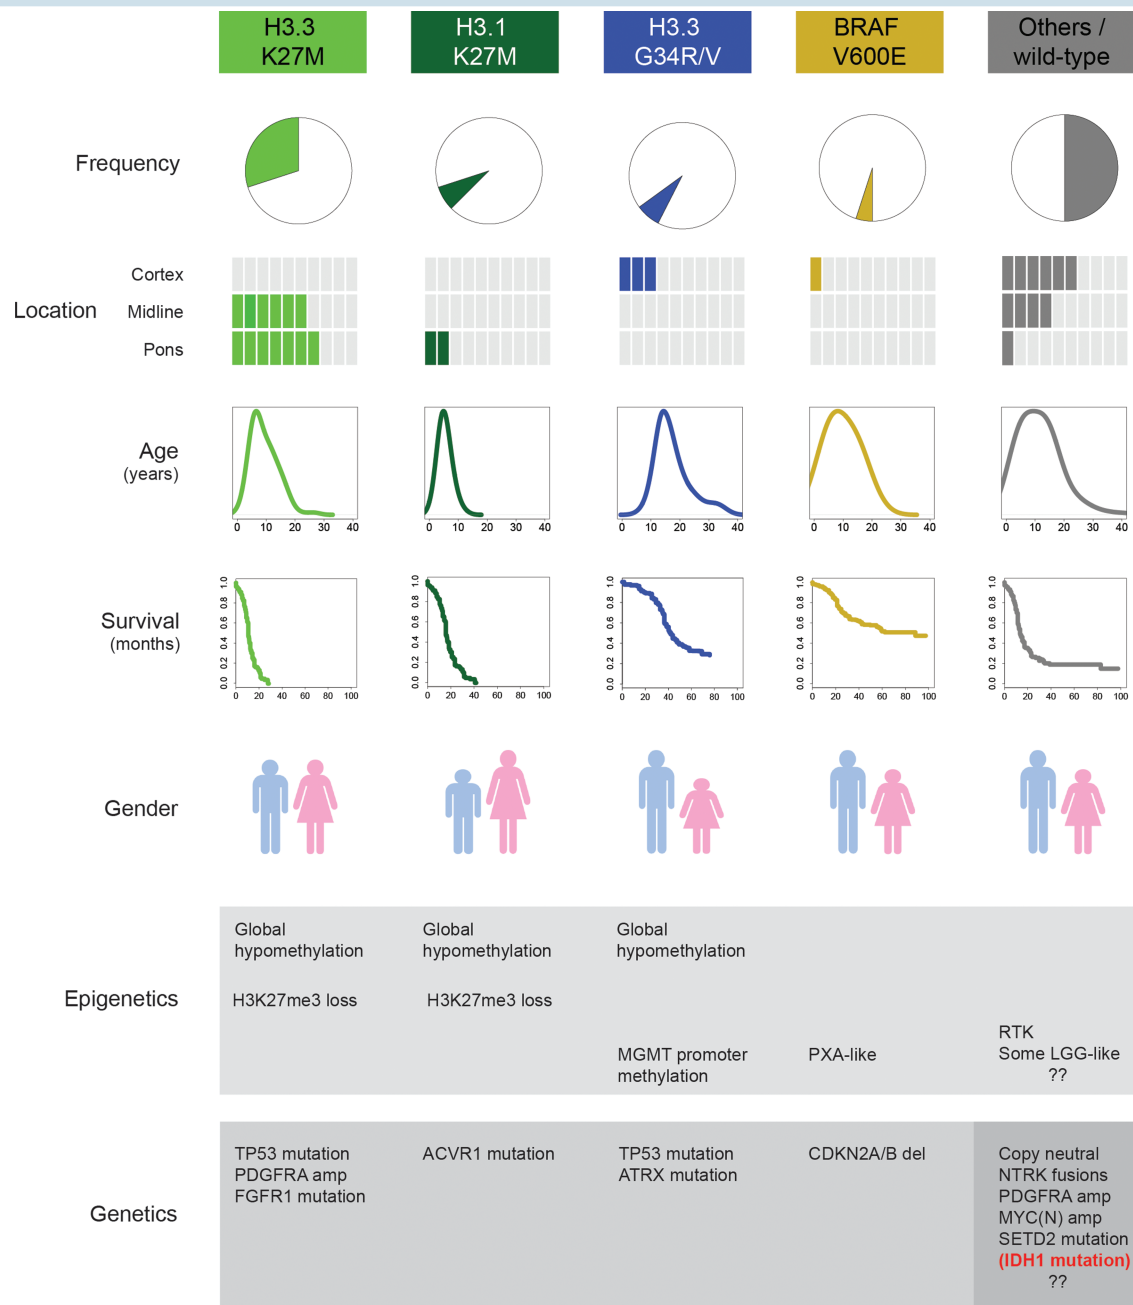 H3.3 K27M
H3.1 K27M
H3.3 G34R/V
BRAF V600E
Others / wild-type
Frequency
Location
Cortex
Midline
Pons
Age
(years)
0 10 20 30 40
0 10 20 30 40
0 10 20 30 40
0 10 20 30 40
0 10 20 30 40
Survival
(months)
0.0 0.2 0.4 0.6 0.8 1.0
0 20 40 60 80 100
0.0 0.2 0.4 0.6 0.8 1.0
0 20 40 60 80 100
0.0 0.2 0.4 0.6 0.8 1.0
0 20 40 60 80 100
0.0 0.2 0.4 0.6 0.8 1.0
0 20 40 60 80 100
0.0 0.2 0.4 0.6 0.8 1.0
0 20 40 60 80 100
Gender
Epigenetics
Global
hypomethylation
H3K27me3 loss
Global
hypomethylation
H3K27me3 loss
Global
hypomethylation
MGMT promoter
methylation
PXA-like
RTK
Some LGG-like
??
Genetics
TP53 mutation
PDGFRA amp
FGFR1 mutation
ACVR1 mutation
TP53 mutation
ATRX mutation
CDKN2A/B del
Copy neutral
NTRK fusions
PDGFRA amp
MYC(N) amp
SETD2 mutation
(IDH1 mutation)
??